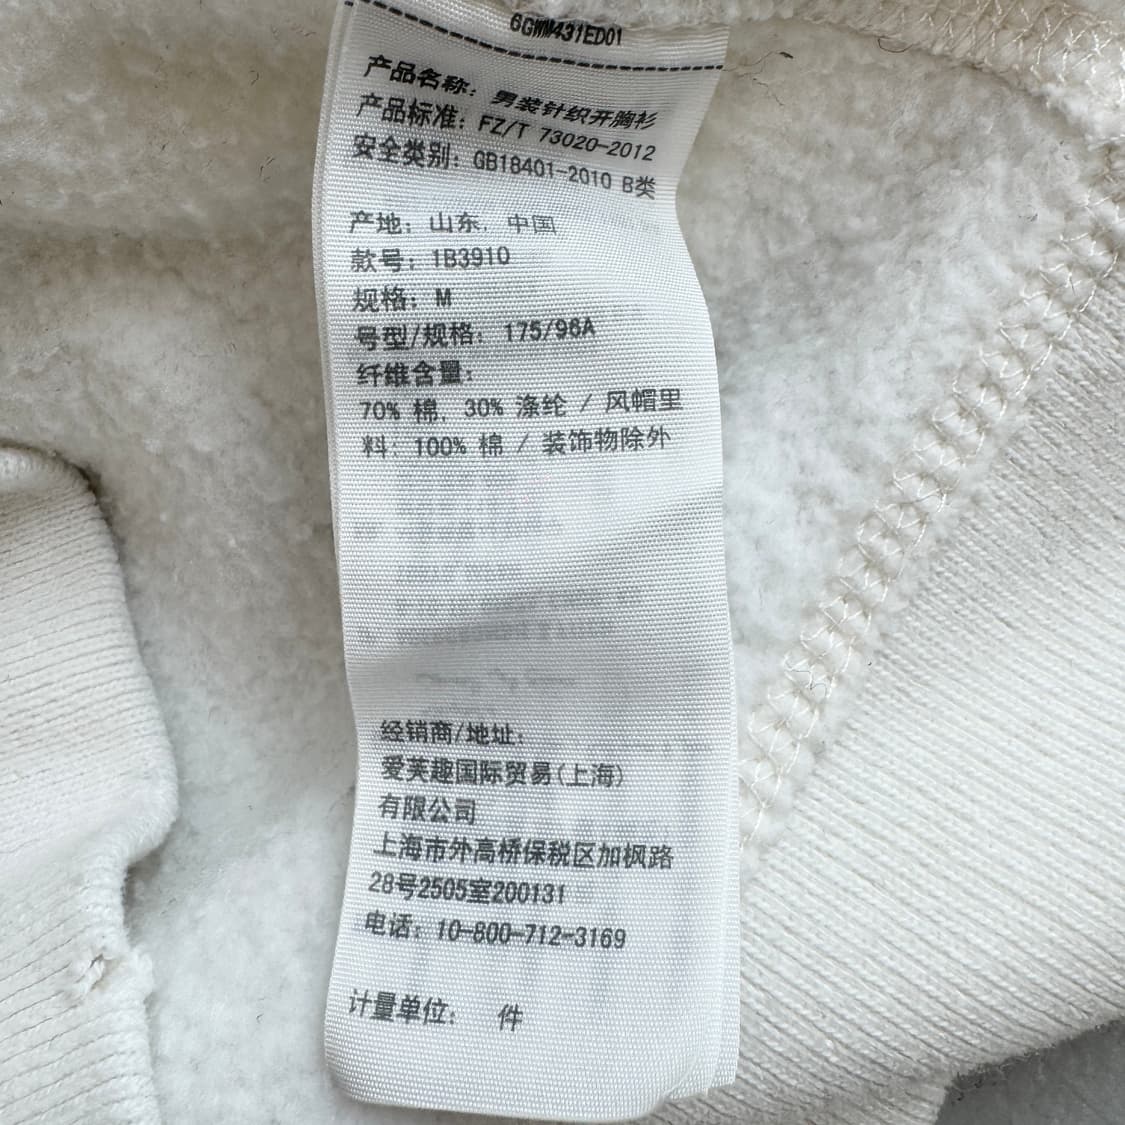 6GWM431ED01
产品名称：男装针织开胸衫
产品标准：FZ/T 73020-2012
安全类别：GB18401-2010 B类
产地：山东，中国
款号：1B3910
规格：M
号型/规格：175/96A
纤维含量：
70% 棉，30% 涤纶 / 风帽里
料：100% 棉 / 装饰物除外
经销商/地址：
爱芙趣国际贸易(上海)
有限公司
上海市外高桥保税区加枫路
28号2505室200131
电话：10-800-712-3169
计量单位： 件